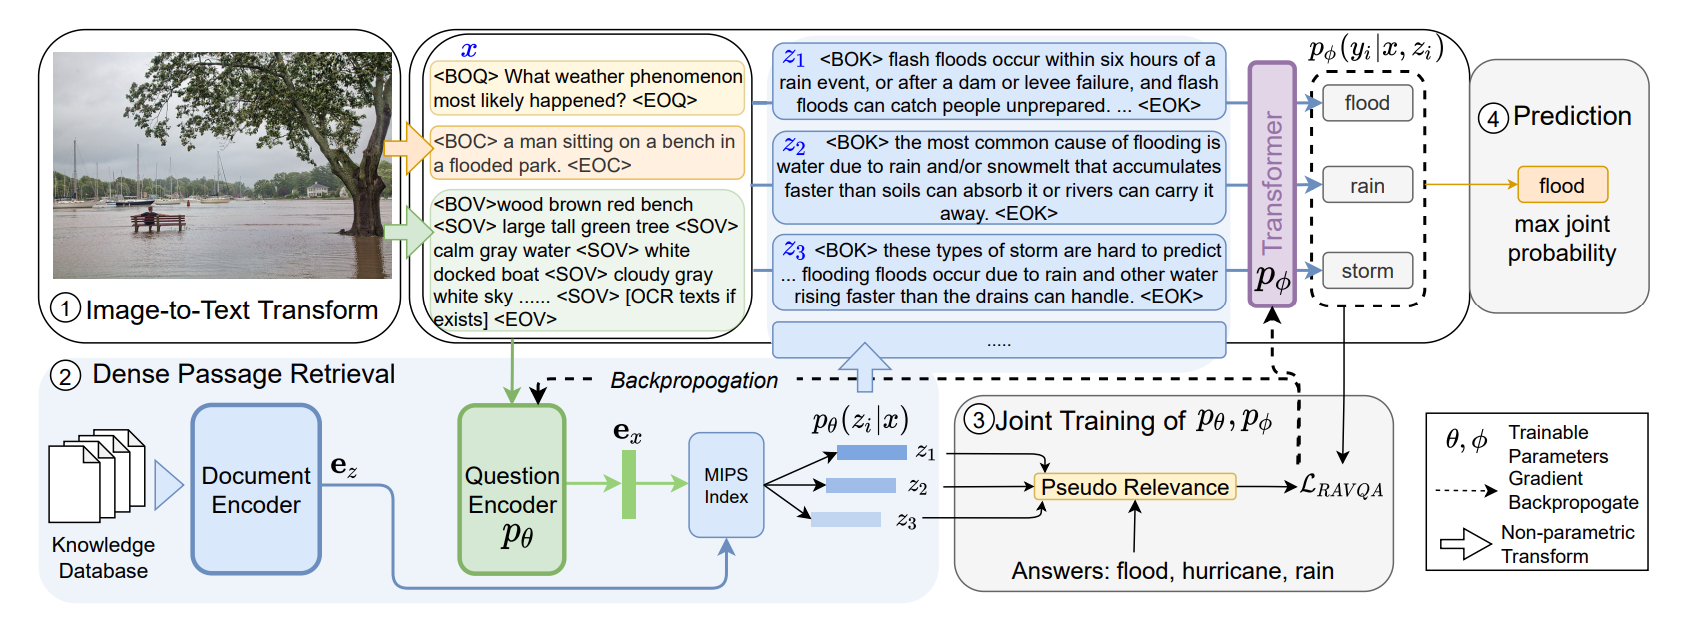 x
<BOQ> What weather phenomenon
most likely happened? <EOQ>
<BOC> a man sitting on a bench in
a flooded park. <EOC>
<BOV>wood brown red bench
<SOV> large tall green tree <SOV>
calm gray water <SOV> white
docked boat <SOV> cloudy gray
white sky ...... <SOV> [OCR texts if
exists] <EOV>
1 Image-to-Text Transform
z1 <BOK> flash floods occur within six hours of a
rain event, or after a dam or levee failure, and flash
floods can catch people unprepared. ... <EOK>
z2 <BOK> the most common cause of flooding is
water due to rain and/or snowmelt that accumulates
faster than soils can absorb it or rivers can carry it
away. <EOK>
z3 <BOK> these types of storm are hard to predict
... flooding floods occur due to rain and other water
rising faster than the drains can handle. <EOK>
.....
Transformer
pϕ
pϕ(yi|x, zi)
flood
rain
storm
4 Prediction
flood
max joint
probability
2 Dense Passage Retrieval
Knowledge
Database
Document
Encoder
ez
Question
Encoder
pθ
ex
MIPS
Index
Backpropogation
pθ(zi|x)
z1
z2
z3
3 Joint Training of pθ, pϕ
Pseudo Relevance
ℒRAVQA
Answers: flood, hurricane, rain
θ, ϕ Trainable
Parameters
Gradient
Backpropogate
Non-parametric
Transform